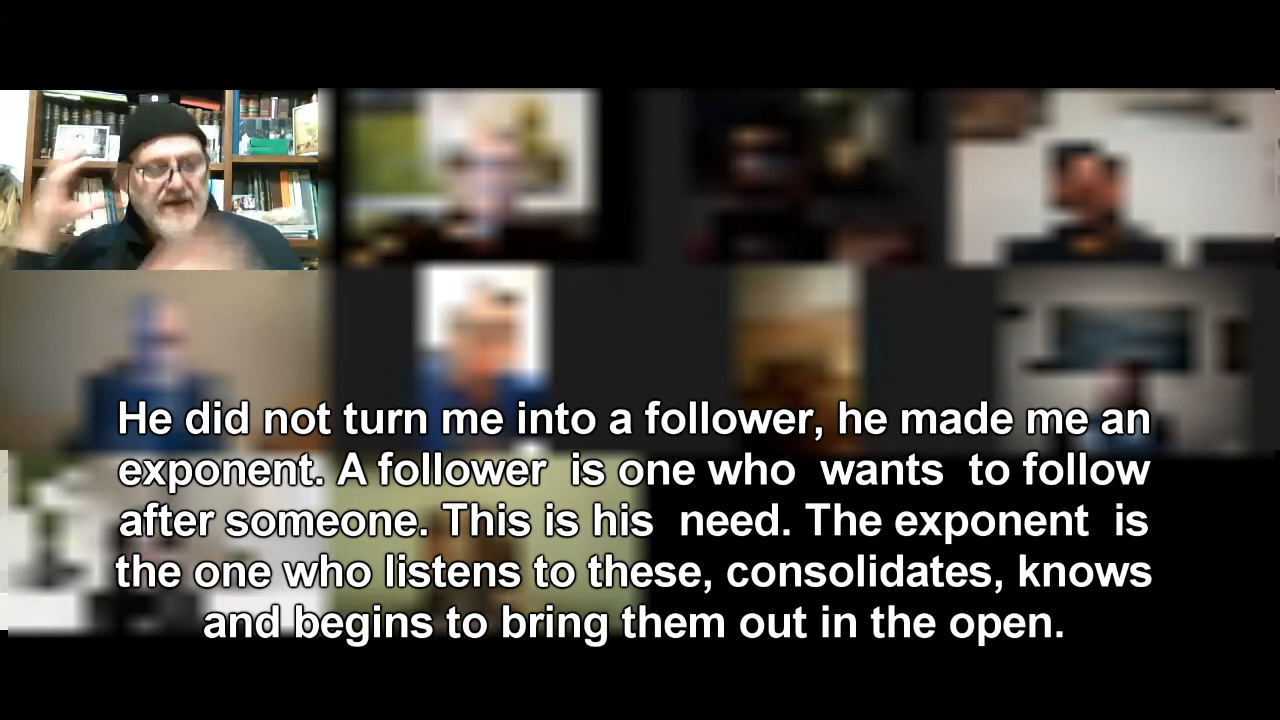 He did not turn me into a follower, he made me an
exponent. A follower is one who wants to follow
after someone. This is his need. The exponent is
the one who listens to these, consolidates, knows
and begins to bring them out in the open.